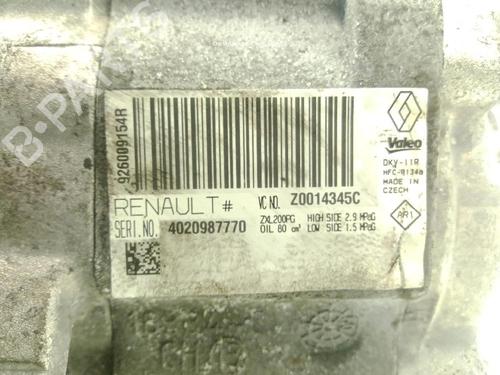 B-PARTS
926009154R
Valeo
DKV-11R
HFC-R134a
MADE IN
CZECH
RENAULT#
VC NO. Z0014345C
SERI.NO. 4020987770
ZXL200PG HIGH SIDE 2.9 MPaG
OIL 80 cm³ LOW SIDE 1.5 MPaG
AR1